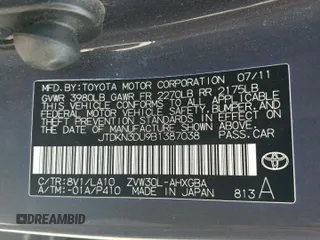 MFD.BY:TOYOTA MOTOR CORPORATION 07/11
GVWR 3980LB GAWR FR 2270LB RR 2175LB
THIS VEHICLE CONFORMS TO ALL APPLICABLE
FEDERAL MOTOR VEHICLE SAFETY, BUMPER, AND
THEFT PREVENTION STANDARDS IN EFFECT ON
THE DATE OF MANUFACTURE SHOWN ABOVE.
JTDKN3DU9B1387038 PASS.CAR
C/TR:8V1/LA10 ZVW30L-AHXGBA
A/TM:-01A/P410 MADE IN JAPAN 813A
TOYOTA
DREAMBID